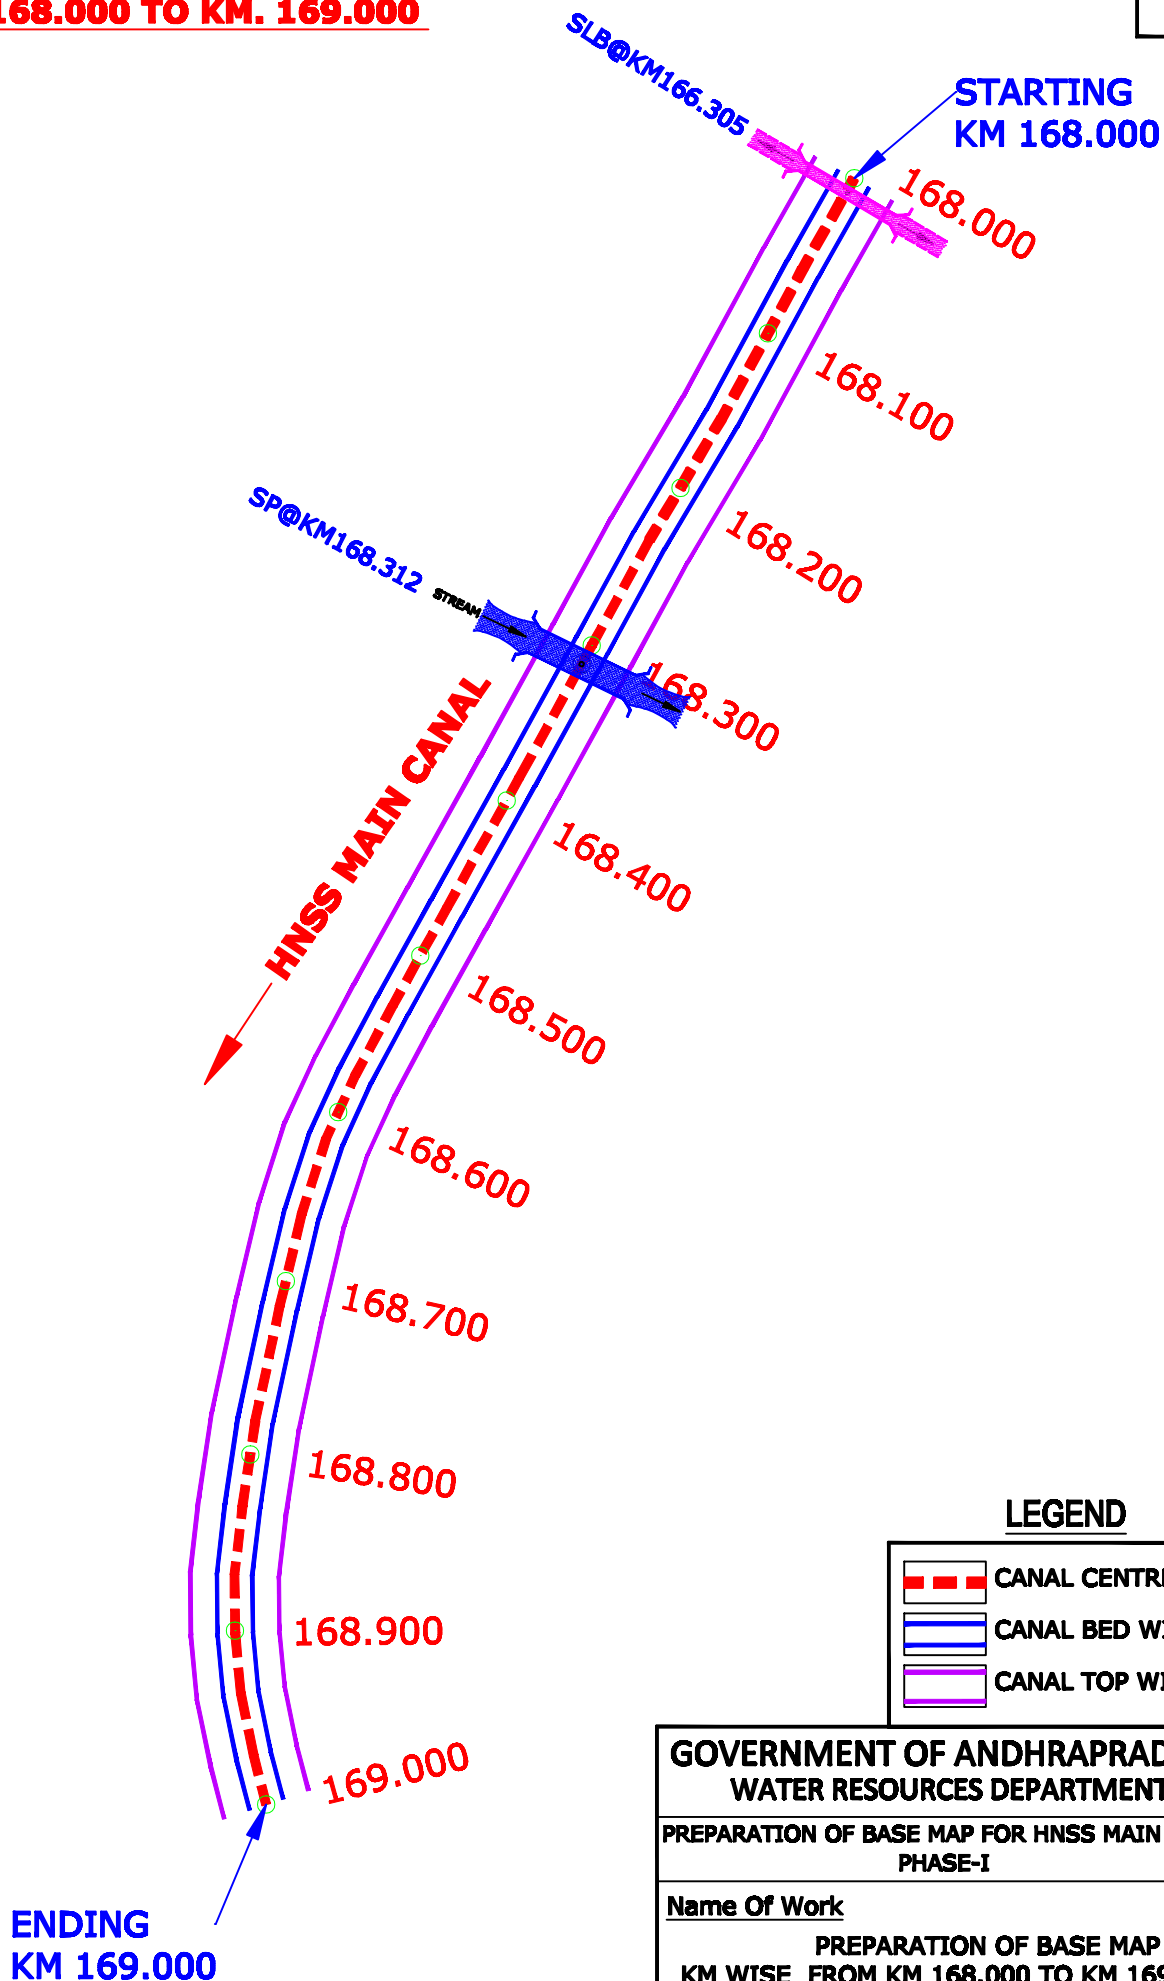 168.000 TO KM. 169.000
SLB@KM166.305
STARTING
KM 168.000
168.000
168.100
168.200
SP@KM168.312
STREAM
168.300
HNSS MAIN CANAL
168.400
168.500
168.600
168.700
168.800
168.900
169.000
ENDING
KM 169.000
LEGEND
CANAL CENTR
CANAL BED WI
CANAL TOP WI
GOVERNMENT OF ANDHRAPRAD
WATER RESOURCES DEPARTMENT
PREPARATION OF BASE MAP FOR HNSS MAIN
PHASE-I
Name Of Work
PREPARATION OF BASE MAP
KM WISE FROM KM 168.000 TO KM 169